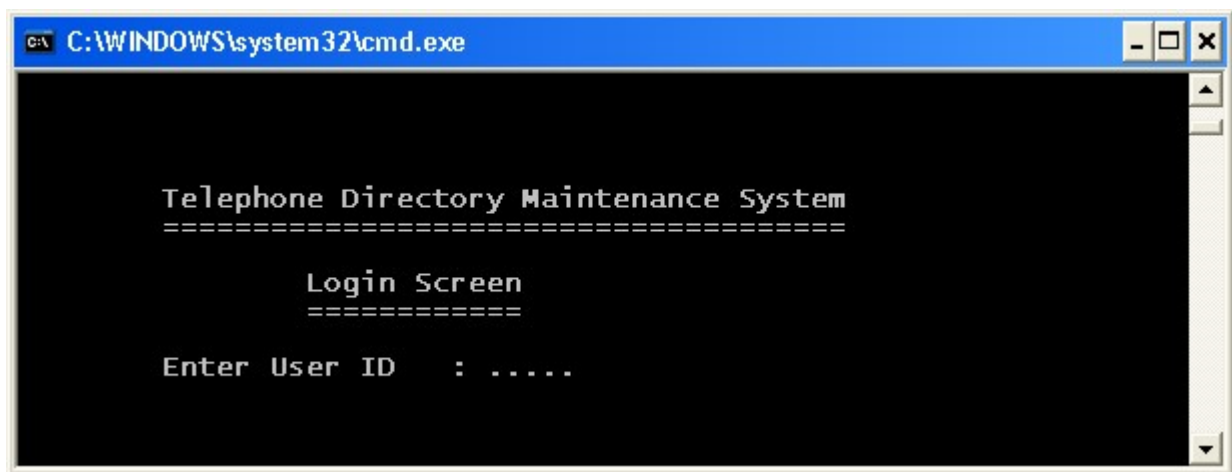 C:\WINDOWS\system32\cmd.exe
Telephone Directory Maintenance System
======================================
Login Screen
============
Enter User ID : .....